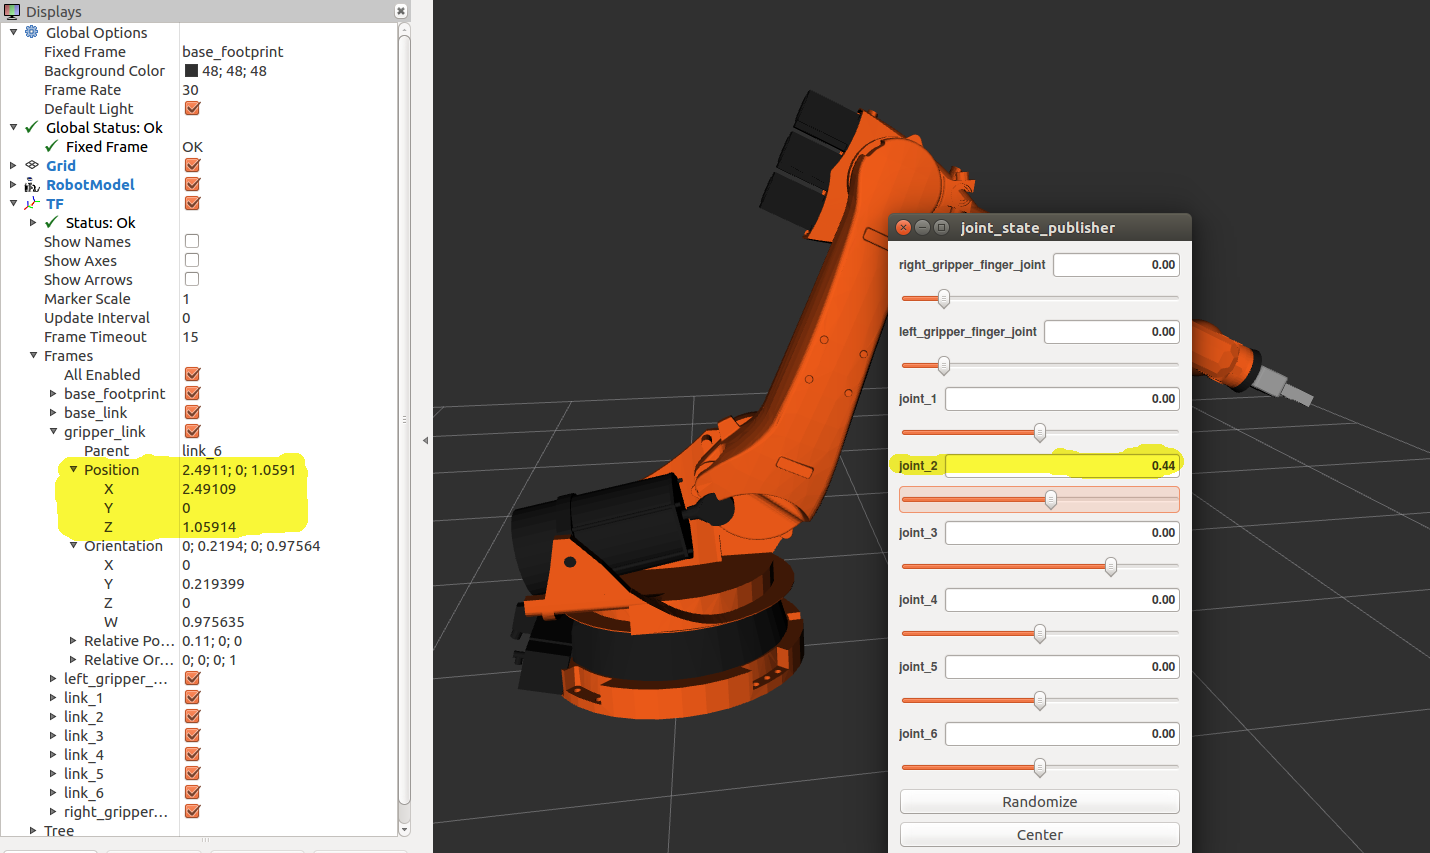 Displays
Global Options
Fixed Frame base_footprint
Background Color 48; 48; 48
Frame Rate 30
Default Light
Global Status: Ok
Fixed Frame OK
Grid
RobotModel
TF
Status: Ok
Show Names
Show Axes
Show Arrows
Marker Scale 1
Update Interval 0
Frame Timeout 15
Frames
All Enabled
base_footprint
base_link
gripper_link
Parent link_6
Position 2.4911; 0; 1.0591
X 2.49109
Y 0
Z 1.05914
Orientation 0; 0.2194; 0; 0.97564
X 0
Y 0.219399
Z 0
W 0.975635
Relative Po... 0.11; 0; 0
Relative Or... 0; 0; 0; 1
left_gripper_...
link_1
link_2
link_3
link_4
link_5
link_6
right_gripper...
Tree
joint_state_publisher
right_gripper_finger_joint 0.00
left_gripper_finger_joint 0.00
joint_1 0.00
joint_2 0.44
joint_3 0.00
joint_4 0.00
joint_5 0.00
joint_6 0.00
Randomize
Center